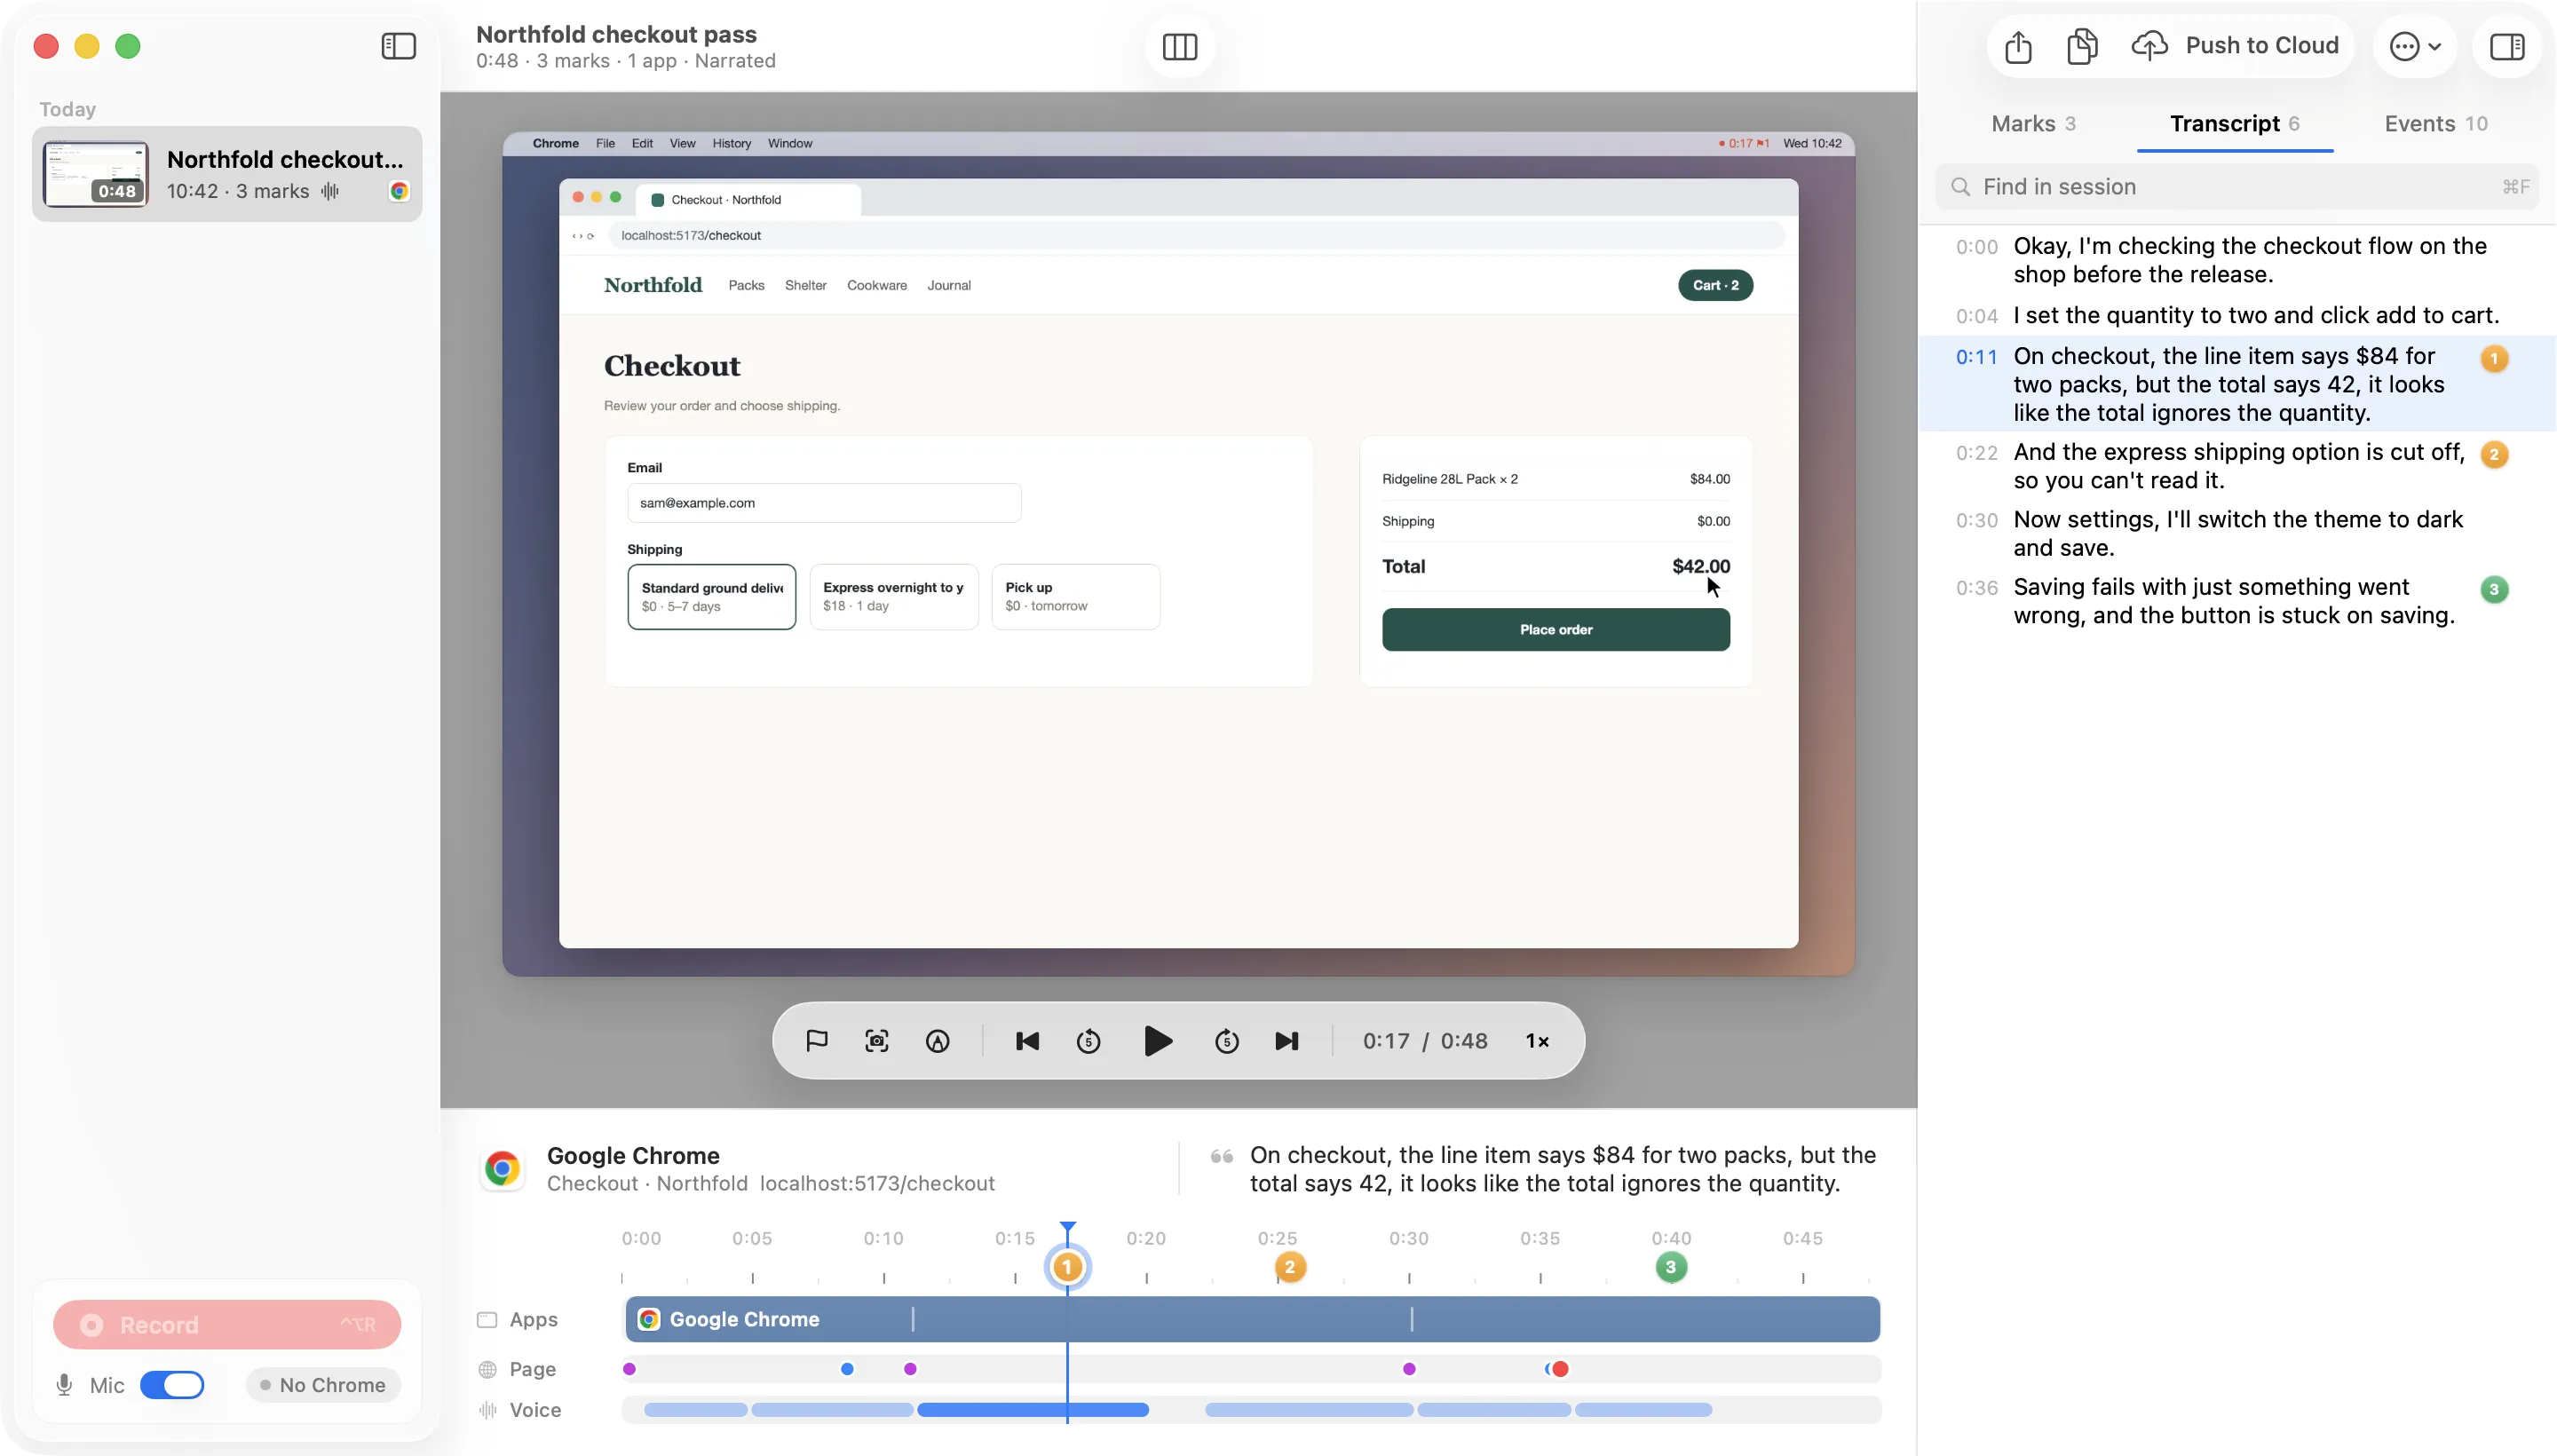 Today
Northfold checkout...
0:48
10:42 · 3 marks
Record ^⌥R
Mic
No Chrome
Northfold checkout pass
0:48 · 3 marks · 1 app · Narrated
Chrome File Edit View History Window
0:17 1 Wed 10:42
Checkout · Northfold
localhost:5173/checkout
Northfold Packs Shelter Cookware Journal
Cart · 2
Checkout
Review your order and choose shipping.
Email
sam@example.com
Shipping
Standard ground delive
$0 · 5–7 days
Express overnight to y
$18 · 1 day
Pick up
$0 · tomorrow
Ridgeline 28L Pack × 2 $84.00
Shipping $0.00
Total $42.00
Place order
5
5
0:17 / 0:48 1×
Google Chrome
Checkout · Northfold localhost:5173/checkout
On checkout, the line item says $84 for two packs, but the
total says 42, it looks like the total ignores the quantity.
0:00 0:05 0:10 0:15 0:20 0:25 0:30 0:35 0:40 0:45
1 2 3
Apps Google Chrome
Page
Voice
Push to Cloud
Marks 3 Transcript 6 Events 10
Find in session ⌘F
0:00 Okay, I'm checking the checkout flow on the
shop before the release.
0:04 I set the quantity to two and click add to cart.
0:11 On checkout, the line item says $84 for 1
two packs, but the total says 42, it looks
like the total ignores the quantity.
0:22 And the express shipping option is cut off, 2
so you can't read it.
0:30 Now settings, I'll switch the theme to dark
and save.
0:36 Saving fails with just something went 3
wrong, and the button is stuck on saving.